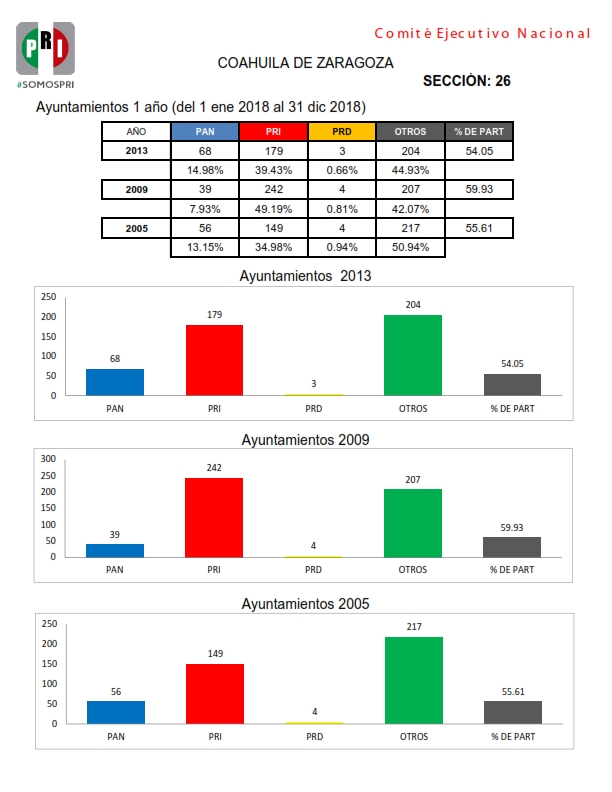 Comité Ejecutivo Nacional
PRI
#SOMOSPRI
COAHUILA DE ZARAGOZA
SECCIÓN: 26
Ayuntamientos 1 año (del 1 ene 2018 al 31 dic 2018)
AÑO PAN PRI PRD OTROS % DE PART
2013 68 179 3 204 54.05
14.98% 39.43% 0.66% 44.93%
2009 39 242 4 207 59.93
7.93% 49.19% 0.81% 42.07%
2005 56 149 4 217 55.61
13.15% 34.98% 0.94% 50.94%
Ayuntamientos 2013
250
200
150
100
50
0
68 179 3 204 54.05
PAN PRI PRD OTROS % DE PART
Ayuntamientos 2009
300
250
200
150
100
50
0
39 242 4 207 59.93
PAN PRI PRD OTROS % DE PART
Ayuntamientos 2005
250
200
150
100
50
0
56 149 4 217 55.61
PAN PRI PRD OTROS % DE PART